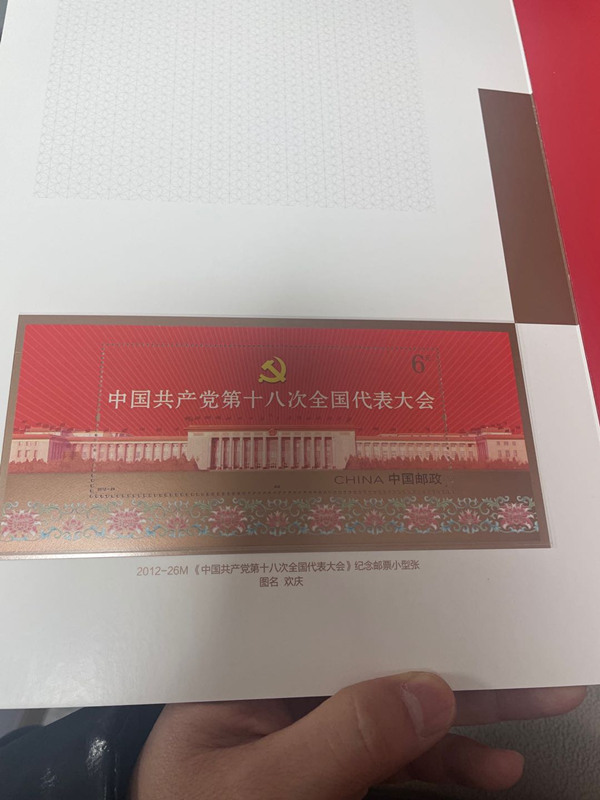 6元
中国共产党第十八次全国代表大会
CHINA 中国邮政
2012-26M《中国共产党第十八次全国代表大会》纪念邮票小型张
图名 欢庆